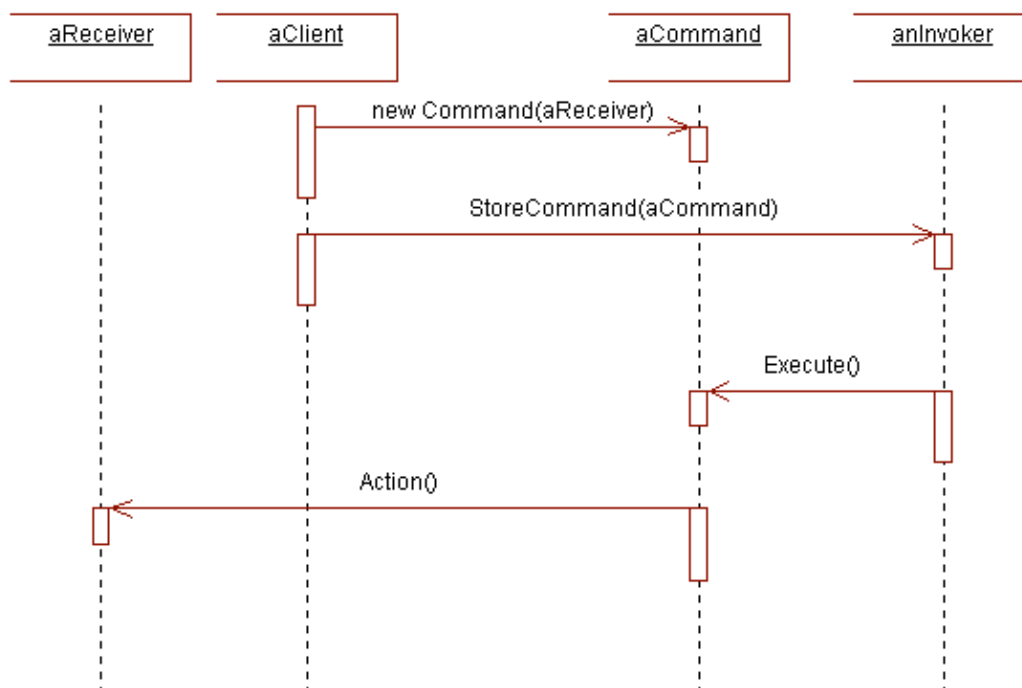 aReceiver
aClient
aCommand
anInvoker
new Command(aReceiver)
StoreCommand(aCommand)
Execute()
Action()